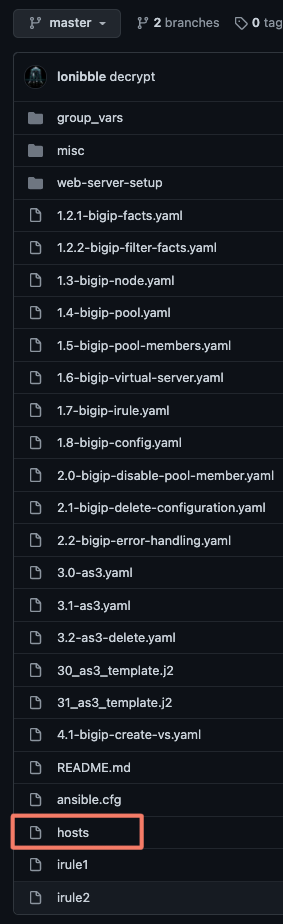 master
2 branches
0 tag
lonibble decrypt
group_vars
misc
web-server-setup
1.2.1-bigip-facts.yaml
1.2.2-bigip-filter-facts.yaml
1.3-bigip-node.yaml
1.4-bigip-pool.yaml
1.5-bigip-pool-members.yaml
1.6-bigip-virtual-server.yaml
1.7-bigip-irule.yaml
1.8-bigip-config.yaml
2.0-bigip-disable-pool-member.yaml
2.1-bigip-delete-configuration.yaml
2.2-bigip-error-handling.yaml
3.0-as3.yaml
3.1-as3.yaml
3.2-as3-delete.yaml
30_as3_template.j2
31_as3_template.j2
4.1-bigip-create-vs.yaml
README.md
ansible.cfg
hosts
irule1
irule2